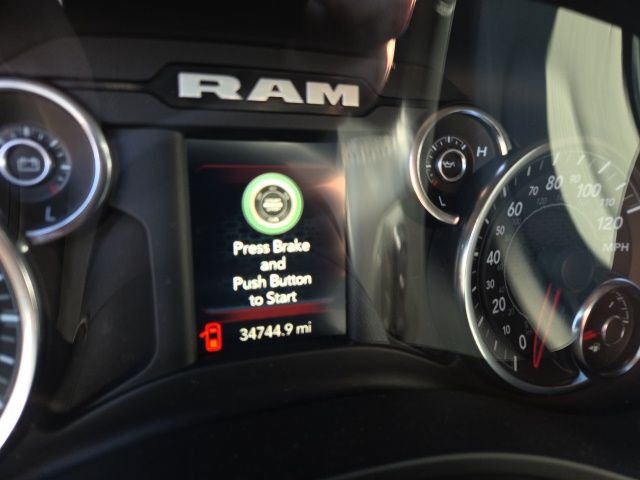 RAM
Press Brake
and
Push Button
to Start
34744.9 mi
L
H
L
0
20
40
60
80
100
120
MPH